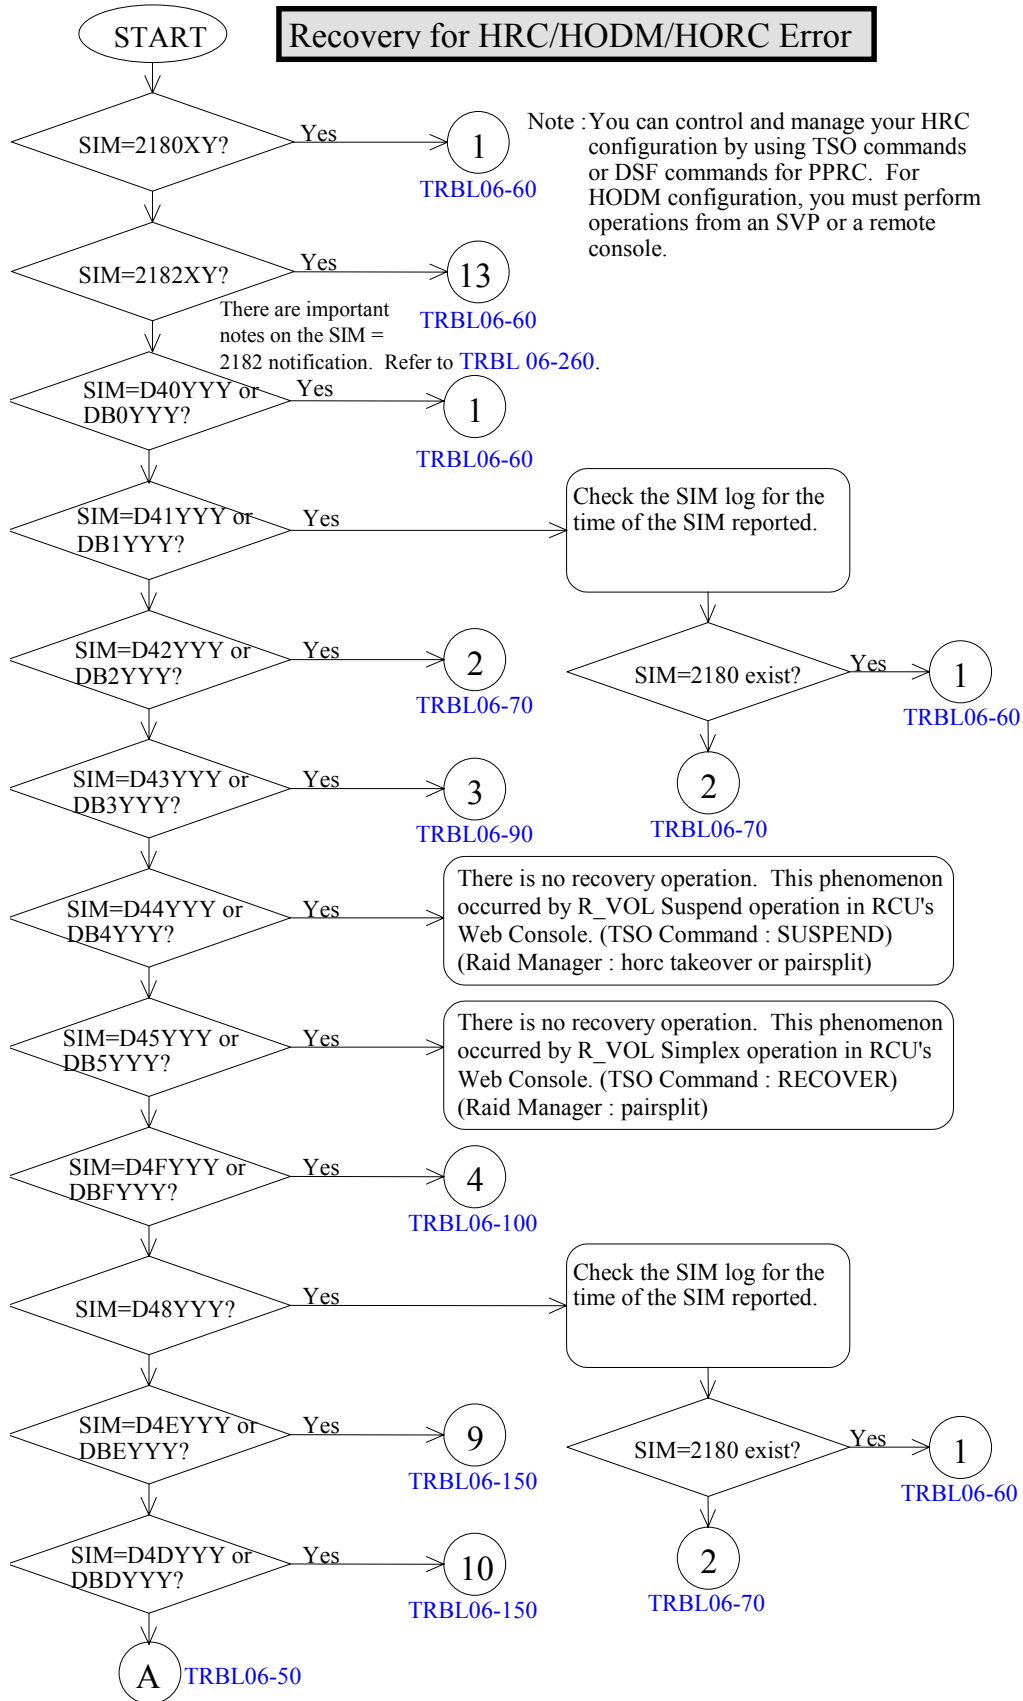 START
Recovery for HRC/HODM/HORC Error
SIM=2180XY?
Yes
1
TRBL06-60
Note : You can control and manage your HRC
configuration by using TSO commands
or DSF commands for PPRC. For
HODM configuration, you must perform
operations from an SVP or a remote
console.
SIM=2182XY?
Yes
13
TRBL06-60
There are important
notes on the SIM =
2182 notification. Refer to TRBL 06-260.
SIM=D40YYY or
DB0YYY?
Yes
1
TRBL06-60
SIM=D41YYY or
DB1YYY?
Yes
Check the SIM log for the
time of the SIM reported.
SIM=2180 exist?
Yes
1
TRBL06-60
2
TRBL06-70
SIM=D42YYY or
DB2YYY?
Yes
2
TRBL06-70
SIM=D43YYY or
DB3YYY?
Yes
3
TRBL06-90
SIM=D44YYY or
DB4YYY?
Yes
There is no recovery operation. This phenomenon
occurred by R_VOL Suspend operation in RCU's
Web Console. (TSO Command : SUSPEND)
(Raid Manager : horc takeover or pairsplit)
SIM=D45YYY or
DB5YYY?
Yes
There is no recovery operation. This phenomenon
occurred by R_VOL Simplex operation in RCU's
Web Console. (TSO Command : RECOVER)
(Raid Manager : pairsplit)
SIM=D4FYYY or
DBFYYY?
Yes
4
TRBL06-100
SIM=D48YYY?
Yes
Check the SIM log for the
time of the SIM reported.
SIM=2180 exist?
Yes
1
TRBL06-60
2
TRBL06-70
SIM=D4EYYY or
DBEYYY?
Yes
9
TRBL06-150
SIM=D4DYYY or
DBDYYY?
Yes
10
TRBL06-150
A
TRBL06-50